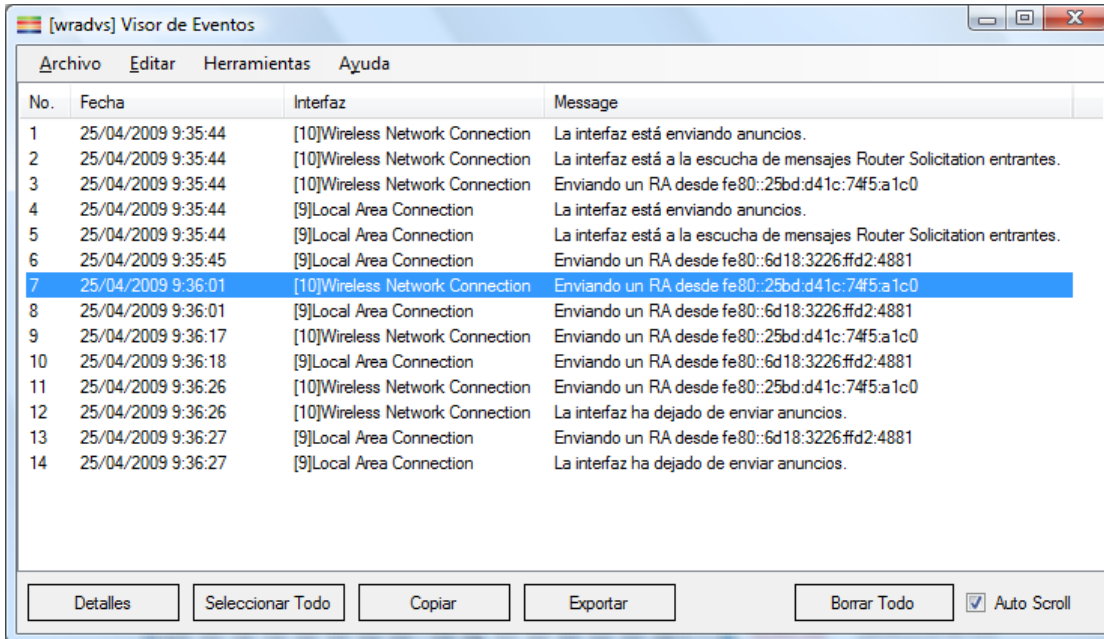 [wradvs] Visor de Eventos
Archivo Editar Herramientas Ayuda
No. Fecha Interfaz Message
1 25/04/2009 9:35:44 [10]Wireless Network Connection La interfaz está enviando anuncios.
2 25/04/2009 9:35:44 [10]Wireless Network Connection La interfaz está a la escucha de mensajes Router Solicitation entrantes.
3 25/04/2009 9:35:44 [10]Wireless Network Connection Enviando un RA desde fe80::25bd:d41c:74f5:a1c0
4 25/04/2009 9:35:44 [9]Local Area Connection La interfaz está enviando anuncios.
5 25/04/2009 9:35:44 [9]Local Area Connection La interfaz está a la escucha de mensajes Router Solicitation entrantes.
6 25/04/2009 9:35:45 [9]Local Area Connection Enviando un RA desde fe80::6d18:3226:ffd2:4881
7 25/04/2009 9:36:01 [10]Wireless Network Connection Enviando un RA desde fe80::25bd:d41c:74f5:a1c0
8 25/04/2009 9:36:01 [9]Local Area Connection Enviando un RA desde fe80::6d18:3226:ffd2:4881
9 25/04/2009 9:36:17 [10]Wireless Network Connection Enviando un RA desde fe80::25bd:d41c:74f5:a1c0
10 25/04/2009 9:36:18 [9]Local Area Connection Enviando un RA desde fe80::6d18:3226:ffd2:4881
11 25/04/2009 9:36:26 [10]Wireless Network Connection Enviando un RA desde fe80::25bd:d41c:74f5:a1c0
12 25/04/2009 9:36:26 [10]Wireless Network Connection La interfaz ha dejado de enviar anuncios.
13 25/04/2009 9:36:27 [9]Local Area Connection Enviando un RA desde fe80::6d18:3226:ffd2:4881
14 25/04/2009 9:36:27 [9]Local Area Connection La interfaz ha dejado de enviar anuncios.
Detalles Seleccionar Todo Copiar Exportar Borrar Todo Auto Scroll